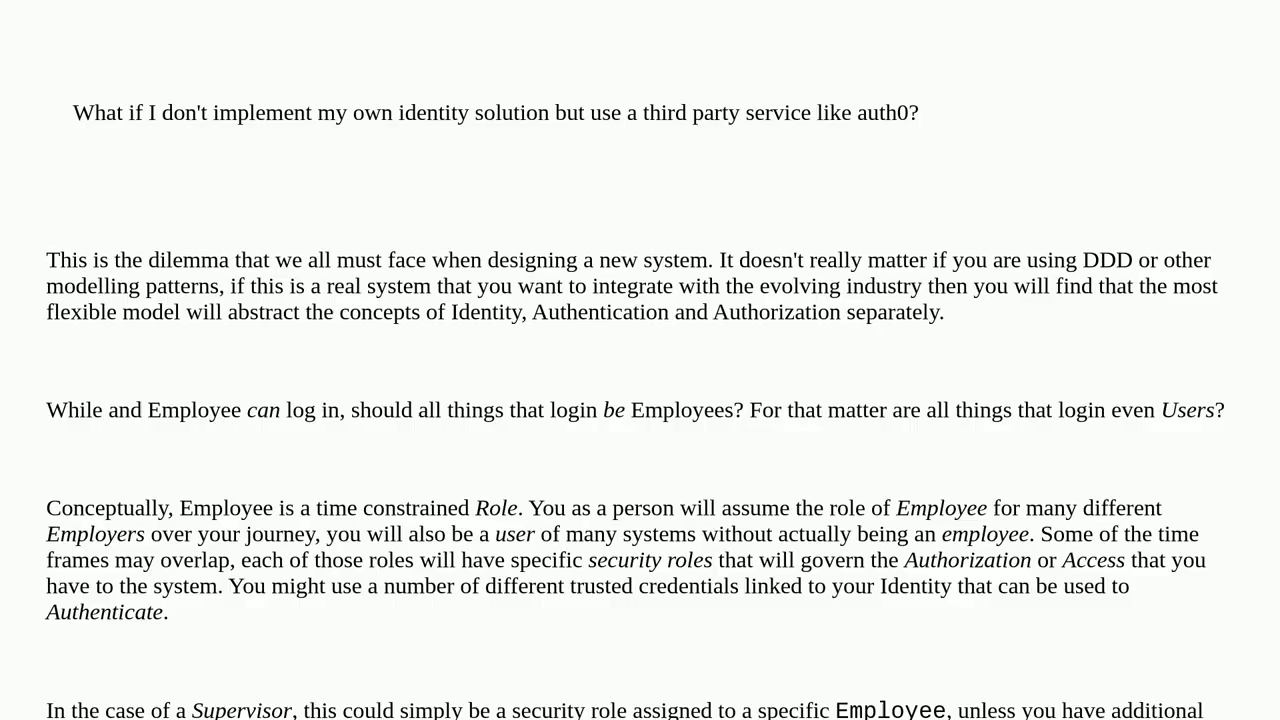 What if I don't implement my own identity solution but use a third party service like auth0?
This is the dilemma that we all must face when designing a new system. It doesn't really matter if you are using DDD or other
modelling patterns, if this is a real system that you want to integrate with the evolving industry then you will find that the most
flexible model will abstract the concepts of Identity, Authentication and Authorization separately.
While and Employee can log in, should all things that login be Employees? For that matter are all things that login even Users?
Conceptually, Employee is a time constrained Role. You as a person will assume the role of Employee for many different
Employers over your journey, you will also be a user of many systems without actually being an employee. Some of the time
frames may overlap, each of those roles will have specific security roles that will govern the Authorization or Access that you
have to the system. You might use a number of different trusted credentials linked to your Identity that can be used to
Authenticate.
In the case of a Supervisor, this could simply be a security role assigned to a specific Employee, unless you have additional